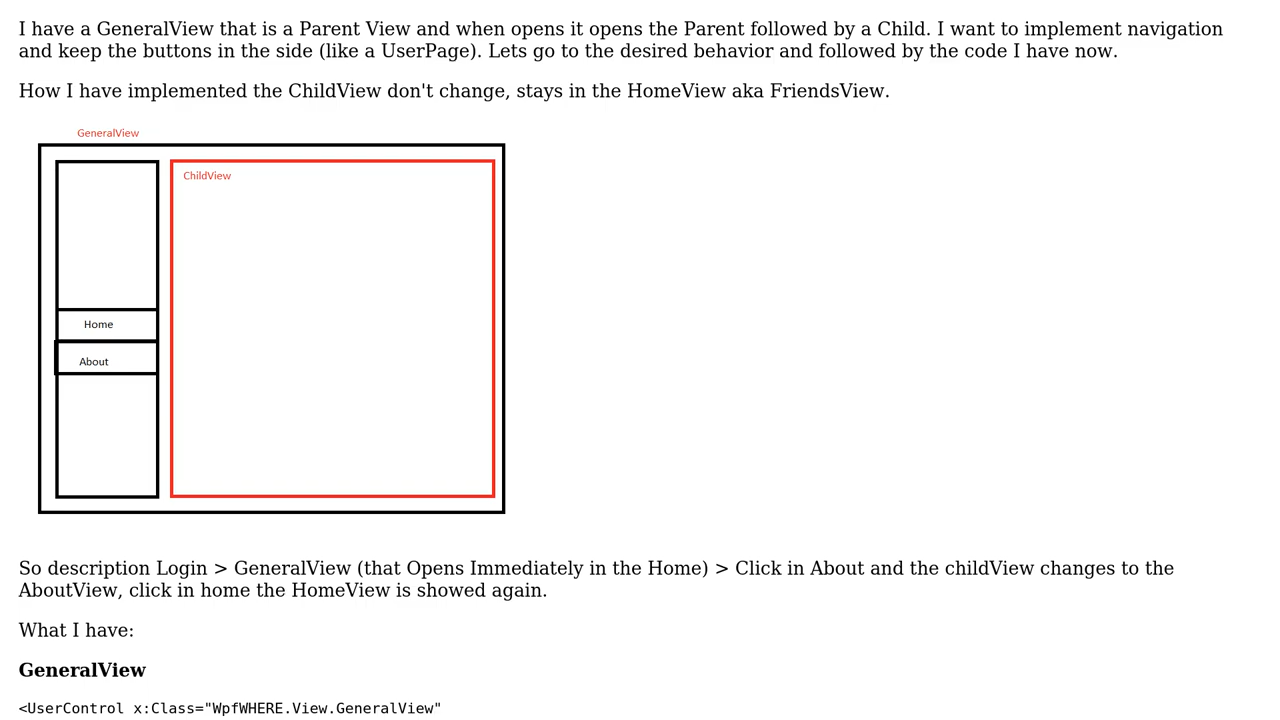 I have a GeneralView that is a Parent View and when opens it opens the Parent followed by a Child. I want to implement navigation
and keep the buttons in the side (like a UserPage). Lets go to the desired behavior and followed by the code I have now.
How I have implemented the ChildView don't change, stays in the HomeView aka FriendsView.
GeneralView
ChildView
Home
About
So description Login > GeneralView (that Opens Immediately in the Home) > Click in About and the childView changes to the
AboutView, click in home the HomeView is showed again.
What I have:
GeneralView
<UserControl x:Class="WpfWHERE.View.GeneralView"